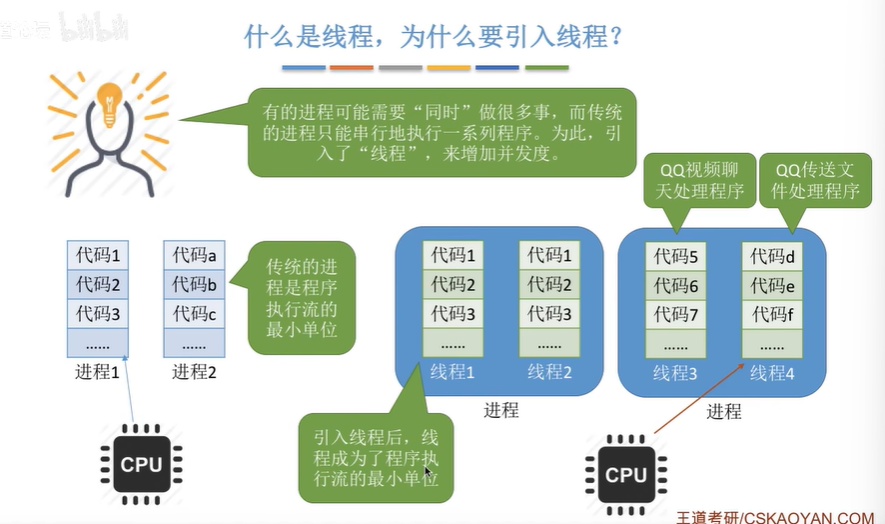 bilibili
什么是线程，为什么要引入线程？
有的进程可能需要“同时”做很多事，而传统
的进程只能串行地执行一系列程序。为此，引
入了“线程”，来增加并发度。
QQ视频聊
天处理程序
QQ传送文
件处理程序
代码1
代码2
代码3
……
进程1
代码a
代码b
代码c
……
进程2
传统的进
程是程序
执行流的
最小单位
代码1
代码2
代码3
……
线程1
代码1
代码2
代码3
……
线程2
进程
代码5
代码6
代码7
……
线程3
代码d
代码e
代码f
……
线程4
进程
引入线程后，线
程成为了程序执
行流的最小单位
CPU
CPU
王道考研/CSKAOYAN.COM